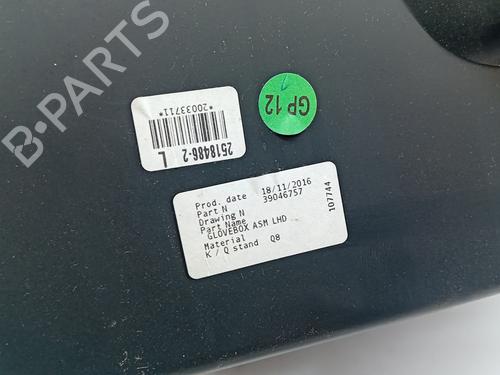 B-PARTS
GP 12
*20033711*
2518486-2 L
Prod. date 18/11/2016
Part N 39046757
Drawing N
Part Name
GLOVEBOX ASM LHD
Material
K / Q stand Q8
107744